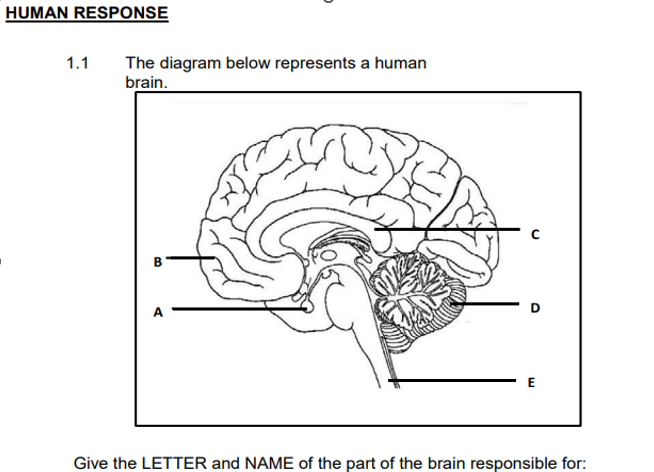 HUMAN RESPONSE
1.1 The diagram below represents a human
brain.
C
B
A
D
E
Give the LETTER and NAME of the part of the brain responsible for: